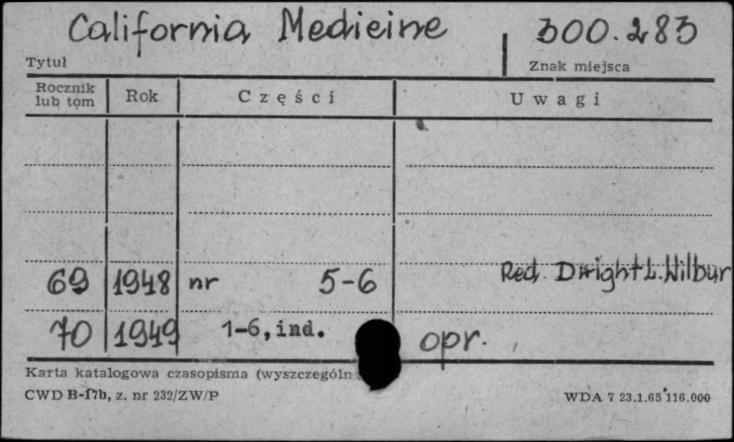 California Medicine 300.283
Tytuł Znak miejsca
Rocznik lub tom Rok Części Uwagi
69 1948 nr 5-6 Red. Dwight L. Wilbur
70 1949 1-6, ind. opr.
Karta katalogowa czasopisma (wyszczególn
CWD B-17b, z. nr 232/ZW/P WDA 7 23.1.65 116.000